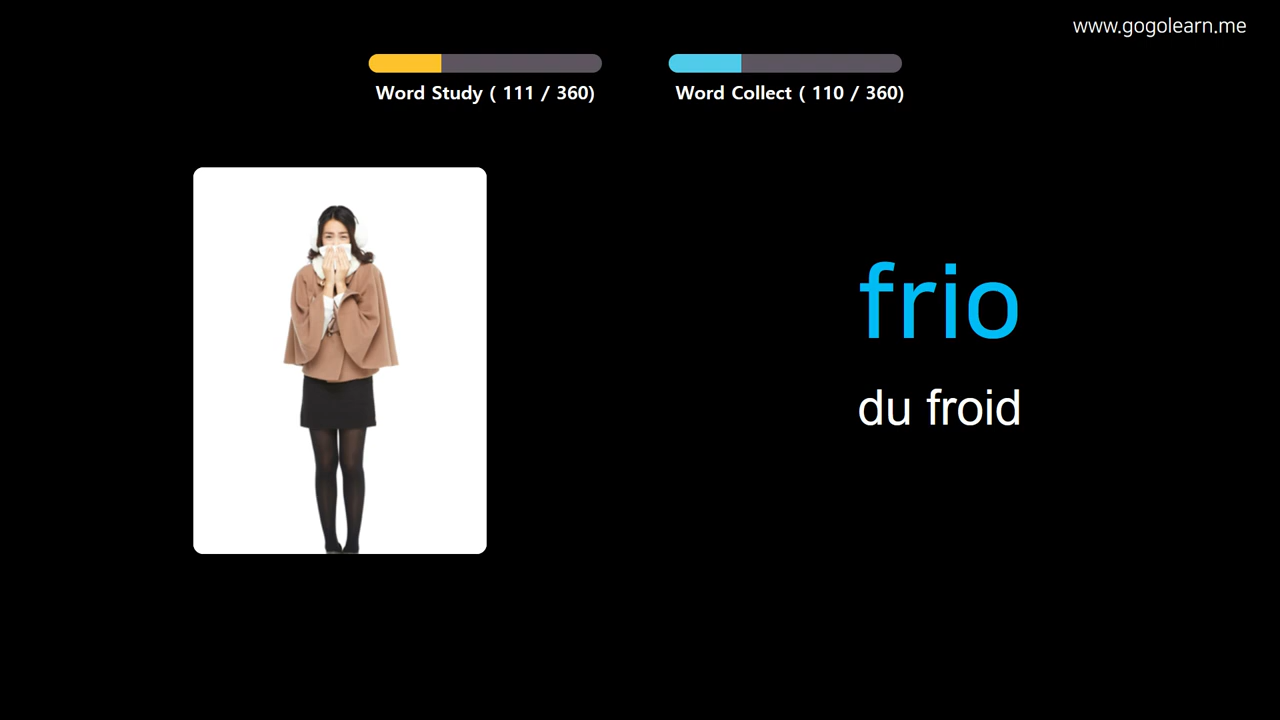 www.gogolearn.me
Word Study ( 111 / 360)
Word Collect ( 110 / 360)
frio
du froid